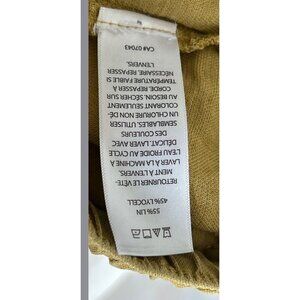 55% LIN
45% LYOCELL
RETOURNER LE VÊTE-
MENT À L'ENVERS.
LAVER À LA MACHINE À
L'EAU FROIDE AU CYCLE
DÉLICAT. LAVER AVEC
DES COULEURS
SEMBLABLES. UTILISER
UN CHLORURE NON DÉ-
COLORANT SEULEMENT
AU BESOIN. SÉCHER SUR
CORDE. REPASSER À
TEMPÉRATURE FAIBLE SI
NÉCESSAIRE. REPASSER
L'ENVERS.
CA# 07043